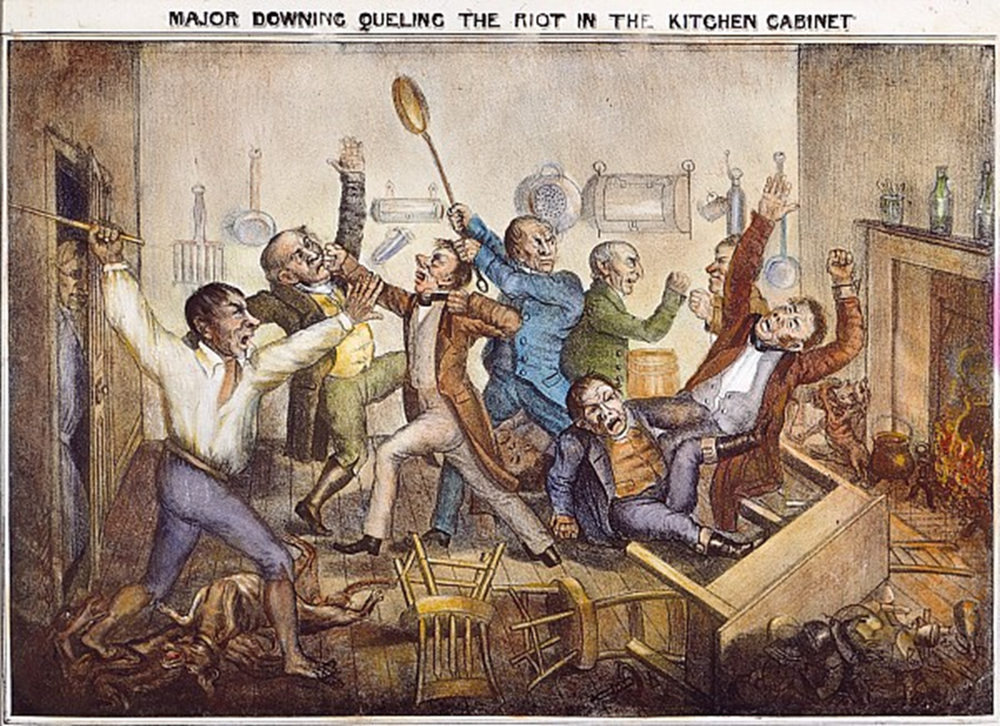 MAJOR DOWNING QUELING THE RIOT IN THE KITCHEN CABINET